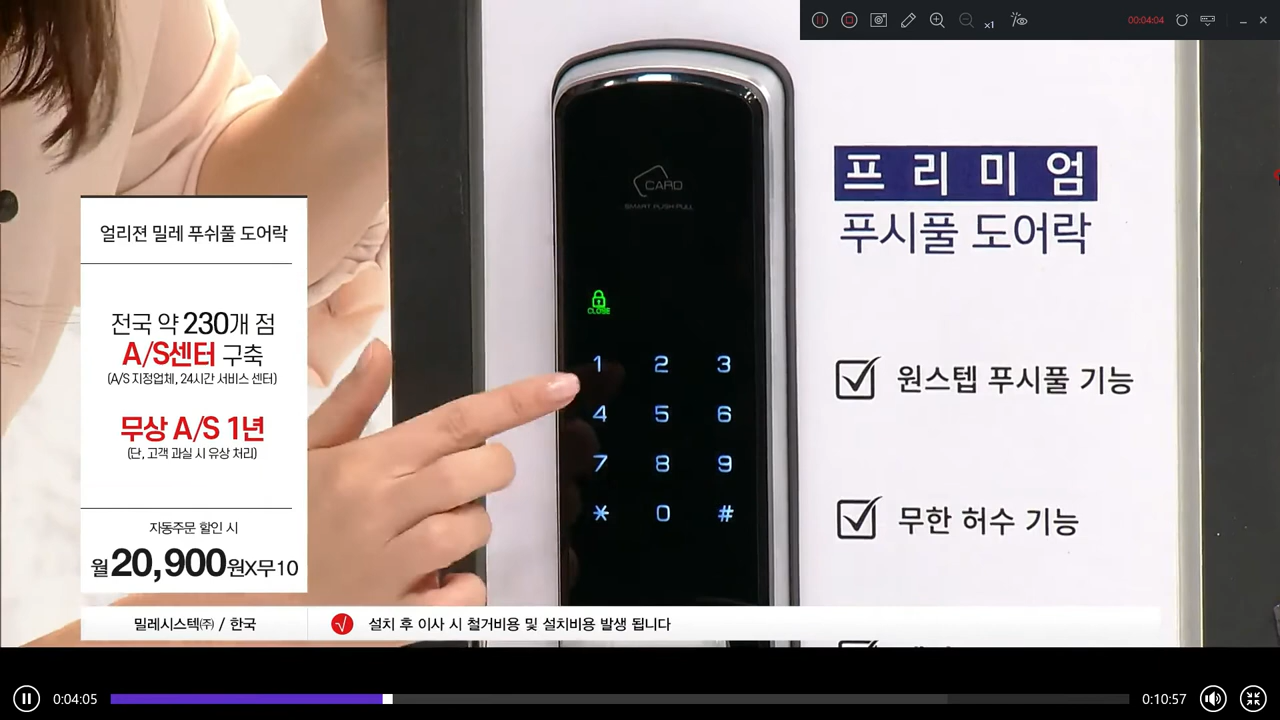 x1
00:04:04
CARD
SMART PUSH PULL
CLOSE
1 2 3
4 5 6
7 8 9
* 0 #
프리미엄
푸시풀 도어락
원스텝 푸시풀 기능
무한 허수 기능
얼리젼 밀레 푸쉬풀 도어락
전국 약 230개 점
A/S센터 구축
(A/S 지정업체, 24시간 서비스 센터)
무상 A/S 1년
(단, 고객 과실 시 유상 처리)
자동주문 할인 시
월20,900원X무10
밀레시스텍㈜ / 한국
설치 후 이사 시 철거비용 및 설치비용 발생 됩니다
0:04:05
0:10:57